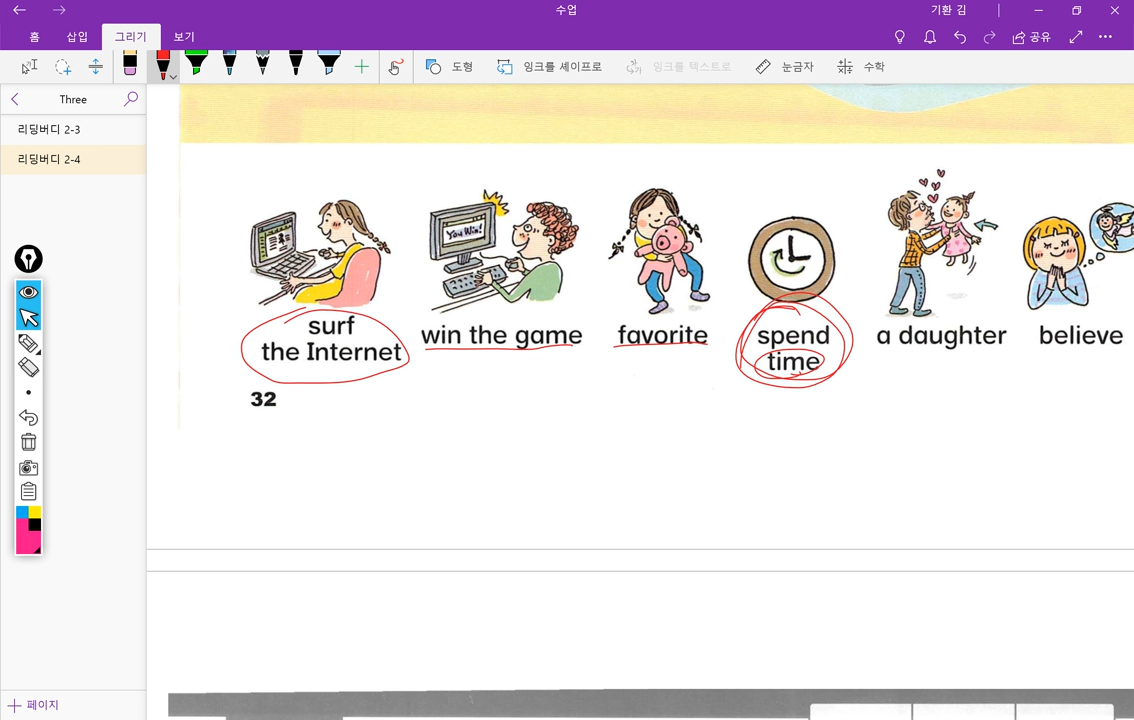 수업
기환 김
홈 삽입 그리기 보기
공유
도형 잉크를 셰이프로 잉크를 텍스트로 눈금자 수학
Three
리딩버디 2-3
리딩버디 2-4
You Win!
surf
the Internet
win the game
favorite
spend
time
a daughter
believe
32
페이지